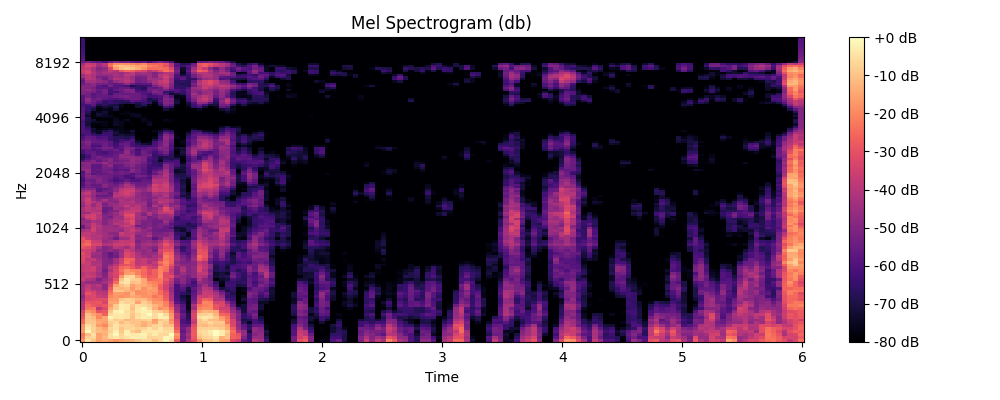 Mel Spectrogram (db)
Hz
8192
4096
2048
1024
512
0
0 1 2 3 4 5 6
Time
+0 dB
-10 dB
-20 dB
-30 dB
-40 dB
-50 dB
-60 dB
-70 dB
-80 dB